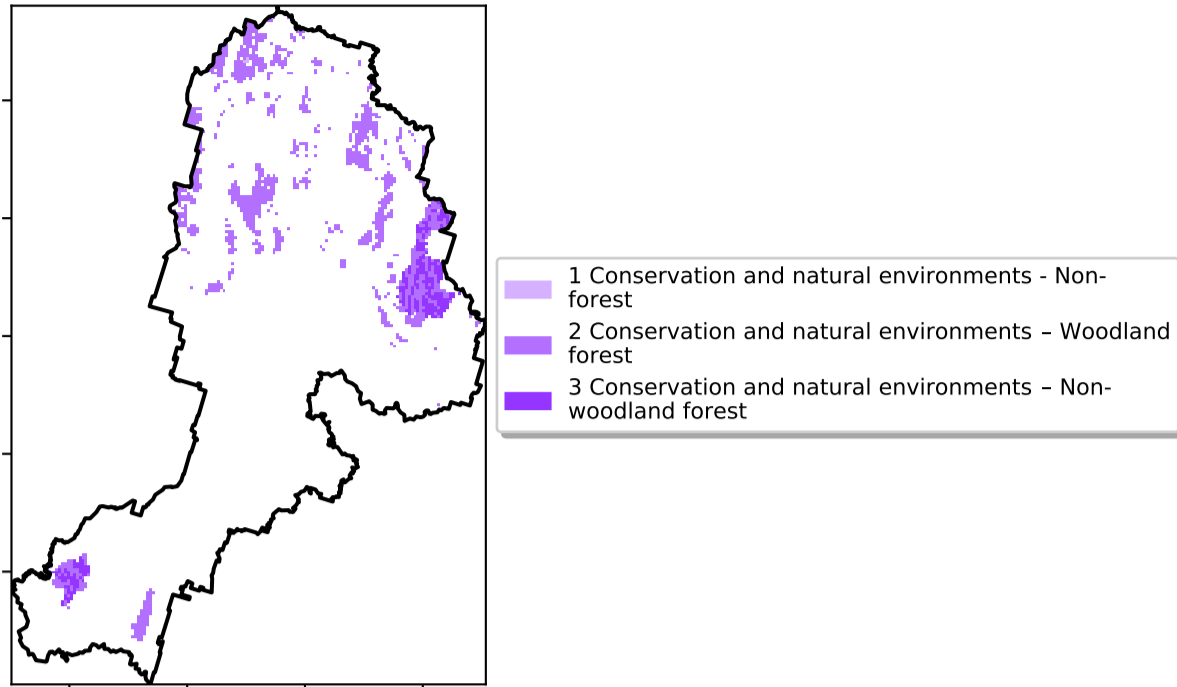 1 Conservation and natural environments - Non-
forest
2 Conservation and natural environments – Woodland
forest
3 Conservation and natural environments – Non-
woodland forest